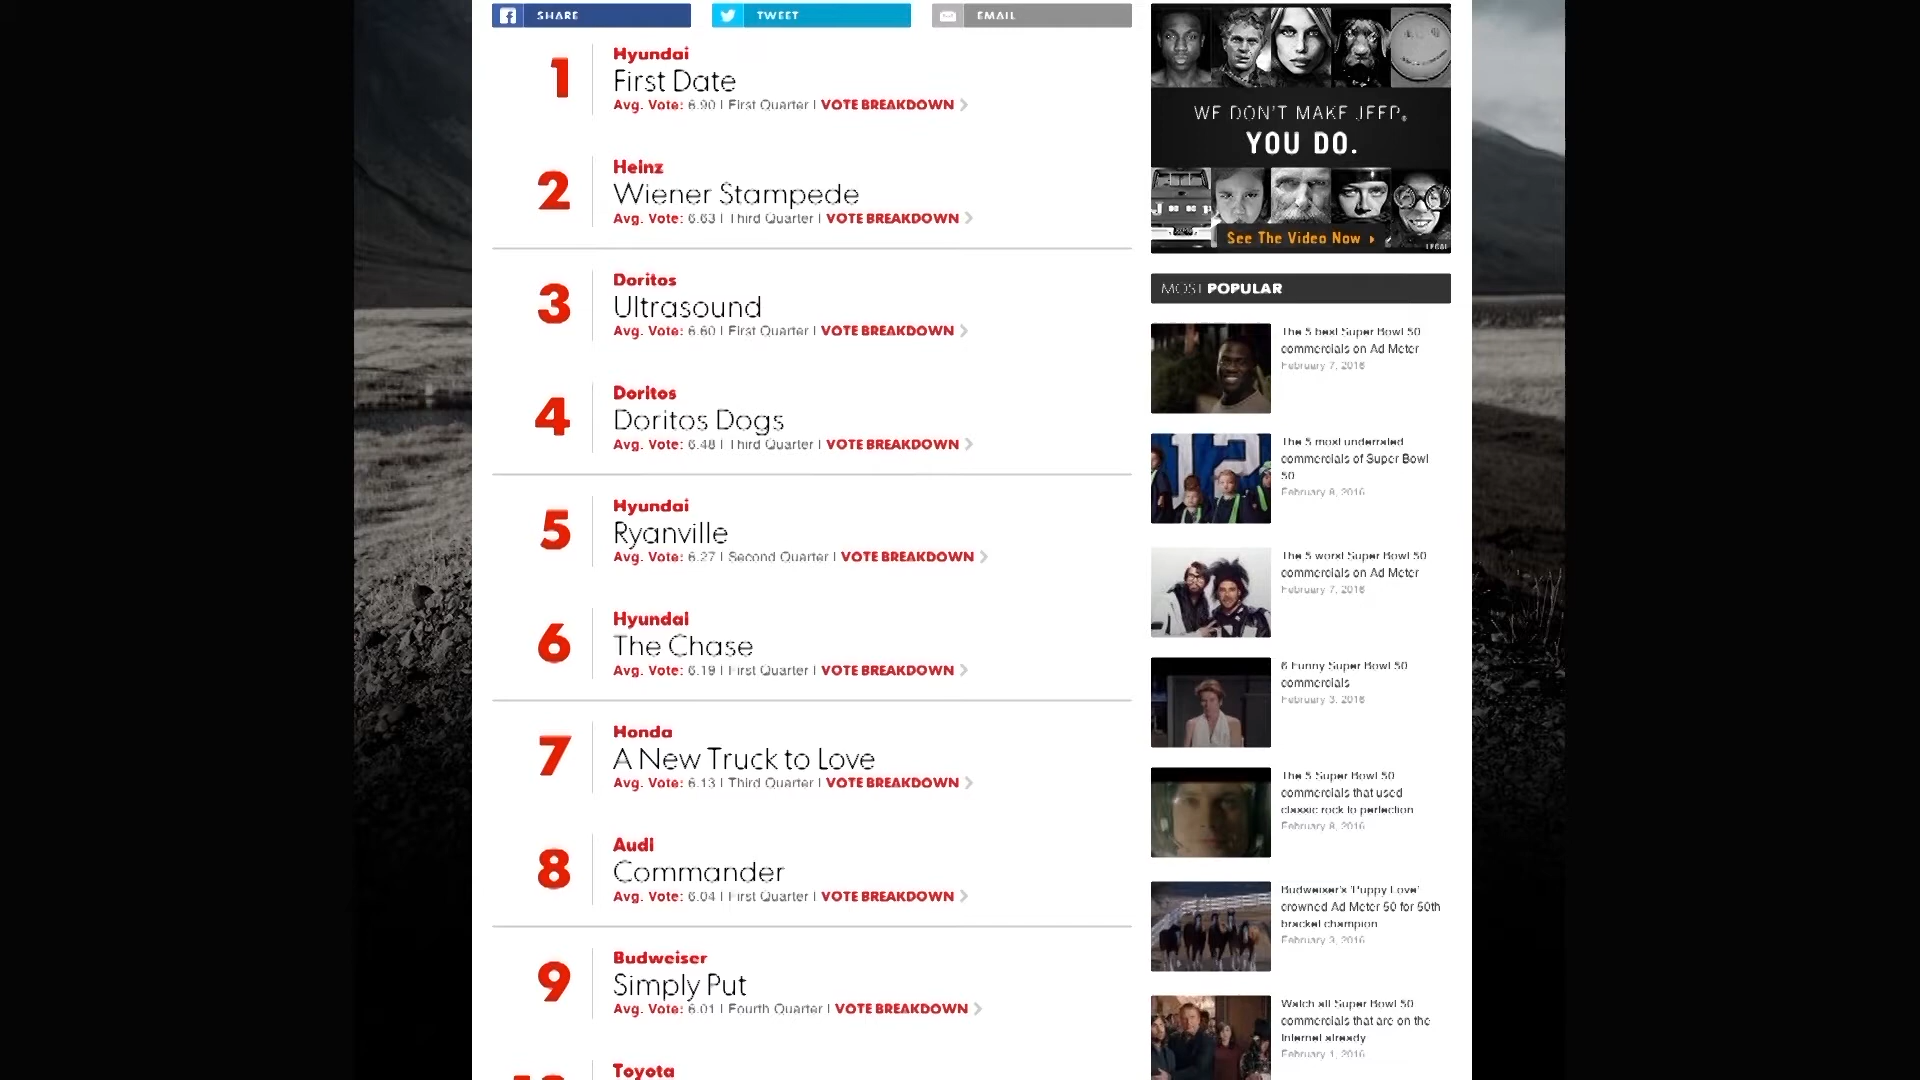 SHARE
TWEET
EMAIL
1
Hyundai
First Date
Avg. Vote: 6.90 | First Quarter | VOTE BREAKDOWN
2
Heinz
Wiener Stampede
Avg. Vote: 6.63 | Third Quarter | VOTE BREAKDOWN
3
Doritos
Ultrasound
Avg. Vote: 6.60 | First Quarter | VOTE BREAKDOWN
4
Doritos
Doritos Dogs
Avg. Vote: 6.48 | Third Quarter | VOTE BREAKDOWN
5
Hyundai
Ryanville
Avg. Vote: 6.27 | Second Quarter | VOTE BREAKDOWN
6
Hyundai
The Chase
Avg. Vote: 6.19 | First Quarter | VOTE BREAKDOWN
7
Honda
A New Truck to Love
Avg. Vote: 6.13 | Third Quarter | VOTE BREAKDOWN
8
Audi
Commander
Avg. Vote: 6.04 | First Quarter | VOTE BREAKDOWN
9
Budweiser
Simply Put
Avg. Vote: 6.01 | Fourth Quarter | VOTE BREAKDOWN
Toyota
WE DON'T MAKE JEEP®
YOU DO.
Jeep
See The Video Now
LEGAL
MOST POPULAR
The 5 best Super Bowl 50
commercials on Ad Meter
February 7, 2016
12
The 5 most underrated
commercials of Super Bowl
50
February 8, 2016
The 5 worst Super Bowl 50
commercials on Ad Meter
February 7, 2016
6 Funny Super Bowl 50
commercials
February 3, 2016
The 5 Super Bowl 50
commercials that used
classic rock to perfection
February 8, 2016
Budweiser's 'Puppy Love'
crowned Ad Meter 50 for 50th
bracket champion
February 3, 2016
Watch all Super Bowl 50
commercials that are on the
Internet already
February 1, 2016